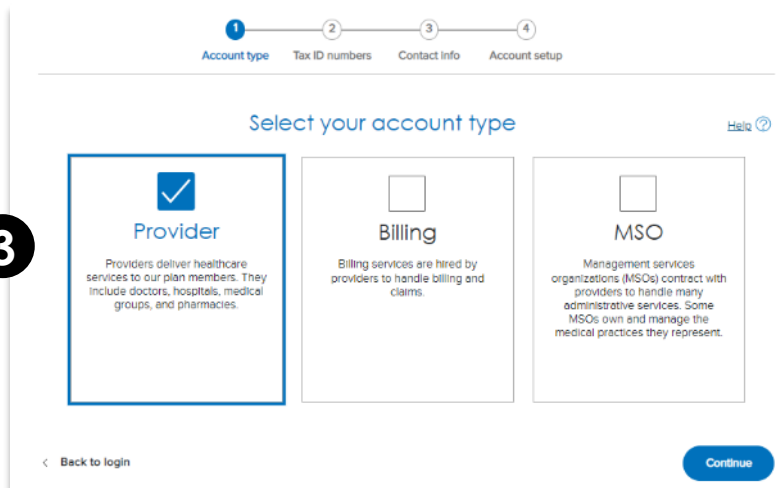 1 2 3 4
Account type Tax ID numbers Contact info Account setup
Select your account type
Help ?
3
Provider
Providers deliver healthcare
services to our plan members. They
include doctors, hospitals, medical
groups, and pharmacies.
Billing
Billing services are hired by
providers to handle billing and
claims.
MSO
Management services
organizations (MSOs) contract with
providers to handle many
administrative services. Some
MSOs own and manage the
medical practices they represent.
< Back to login
Continue